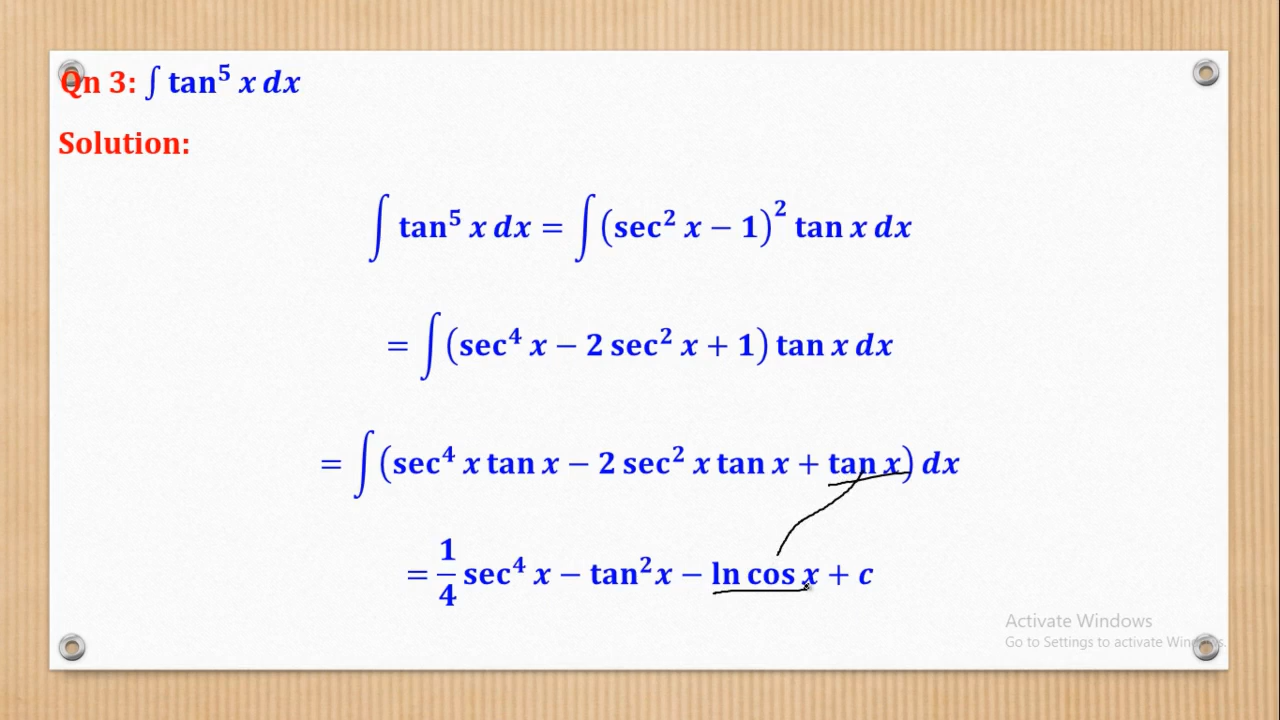 Qn 3: ∫ tan⁵ x dx
Solution:
∫ tan⁵ x dx = ∫ (sec² x − 1)² tan x dx
= ∫ (sec⁴ x − 2 sec² x + 1) tan x dx
= ∫ (sec⁴ x tan x − 2 sec² x tan x + tan x) dx
= 1/4 sec⁴ x − tan² x − ln cos x + c
Activate Windows
Go to Settings to activate Windows.